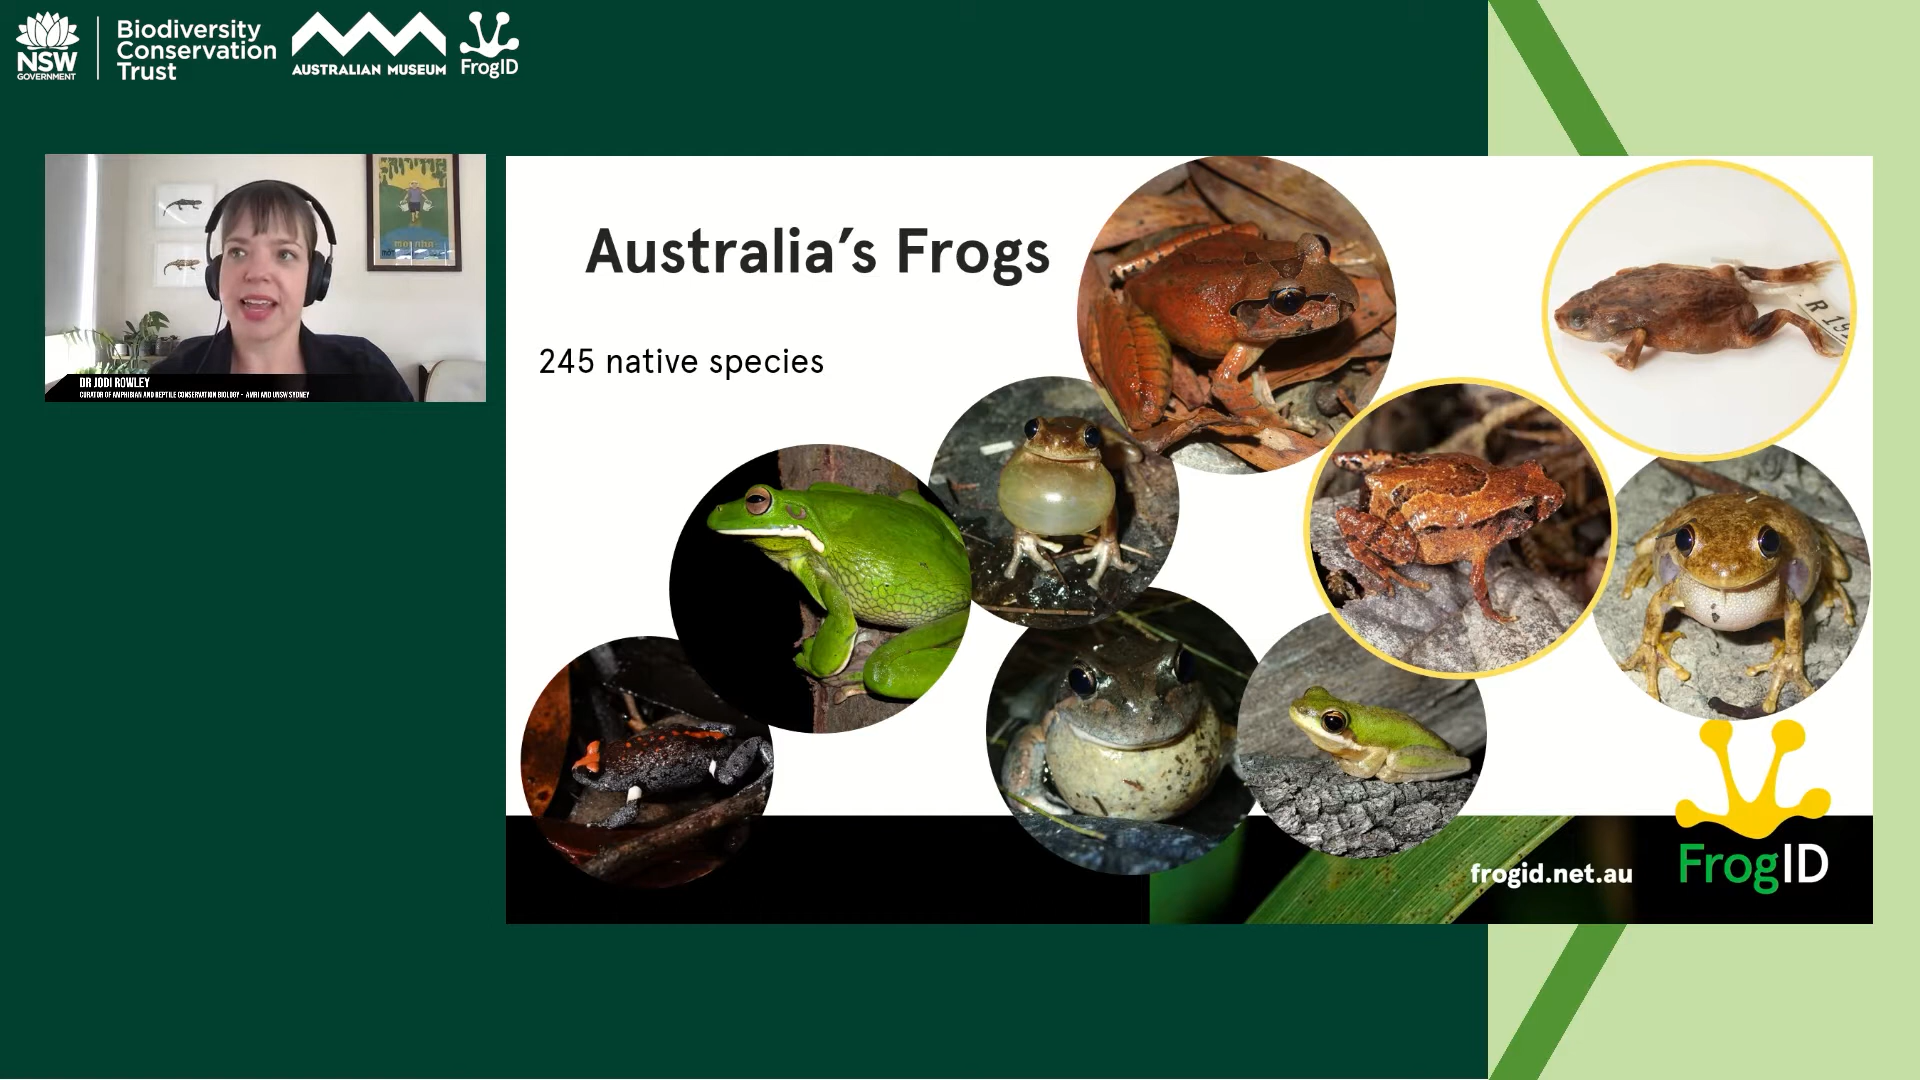 NSW
GOVERNMENT
Biodiversity
Conservation
Trust
AUSTRALIAN MUSEUM
FrogID
DR JODI ROWLEY
CURATOR OF AMPHIBIAN AND REPTILE CONSERVATION BIOLOGY - AMRI AND UNSW SYDNEY
Australia's Frogs
245 native species
frogid.net.au
FrogID